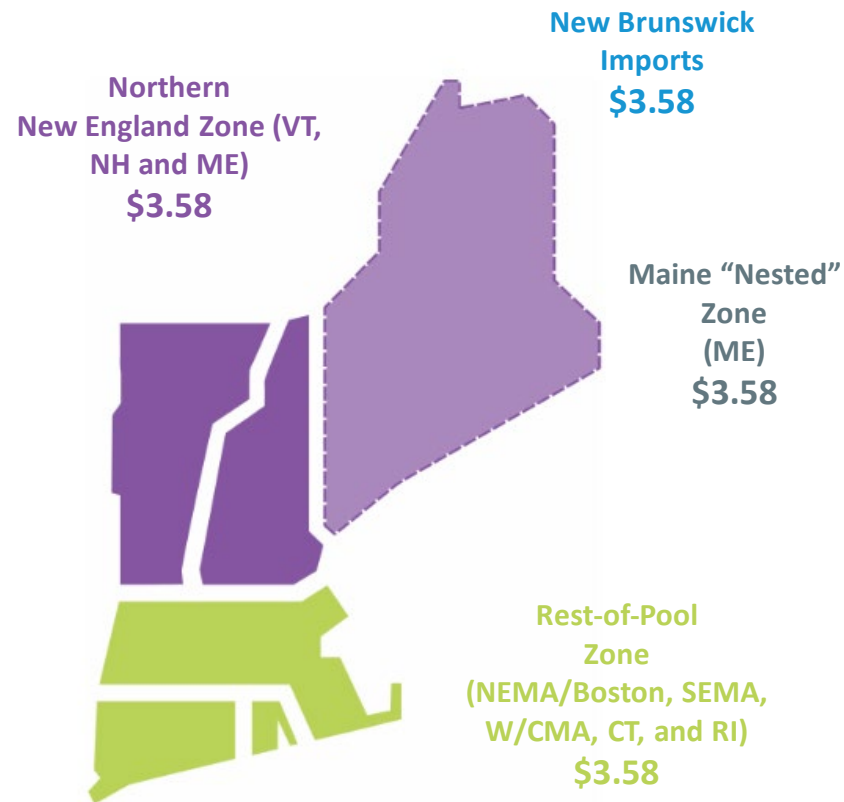 New Brunswick
Imports
$3.58
Northern
New England Zone (VT,
NH and ME)
$3.58
Maine “Nested”
Zone
(ME)
$3.58
Rest-of-Pool
Zone
(NEMA/Boston, SEMA,
W/CMA, CT, and RI)
$3.58